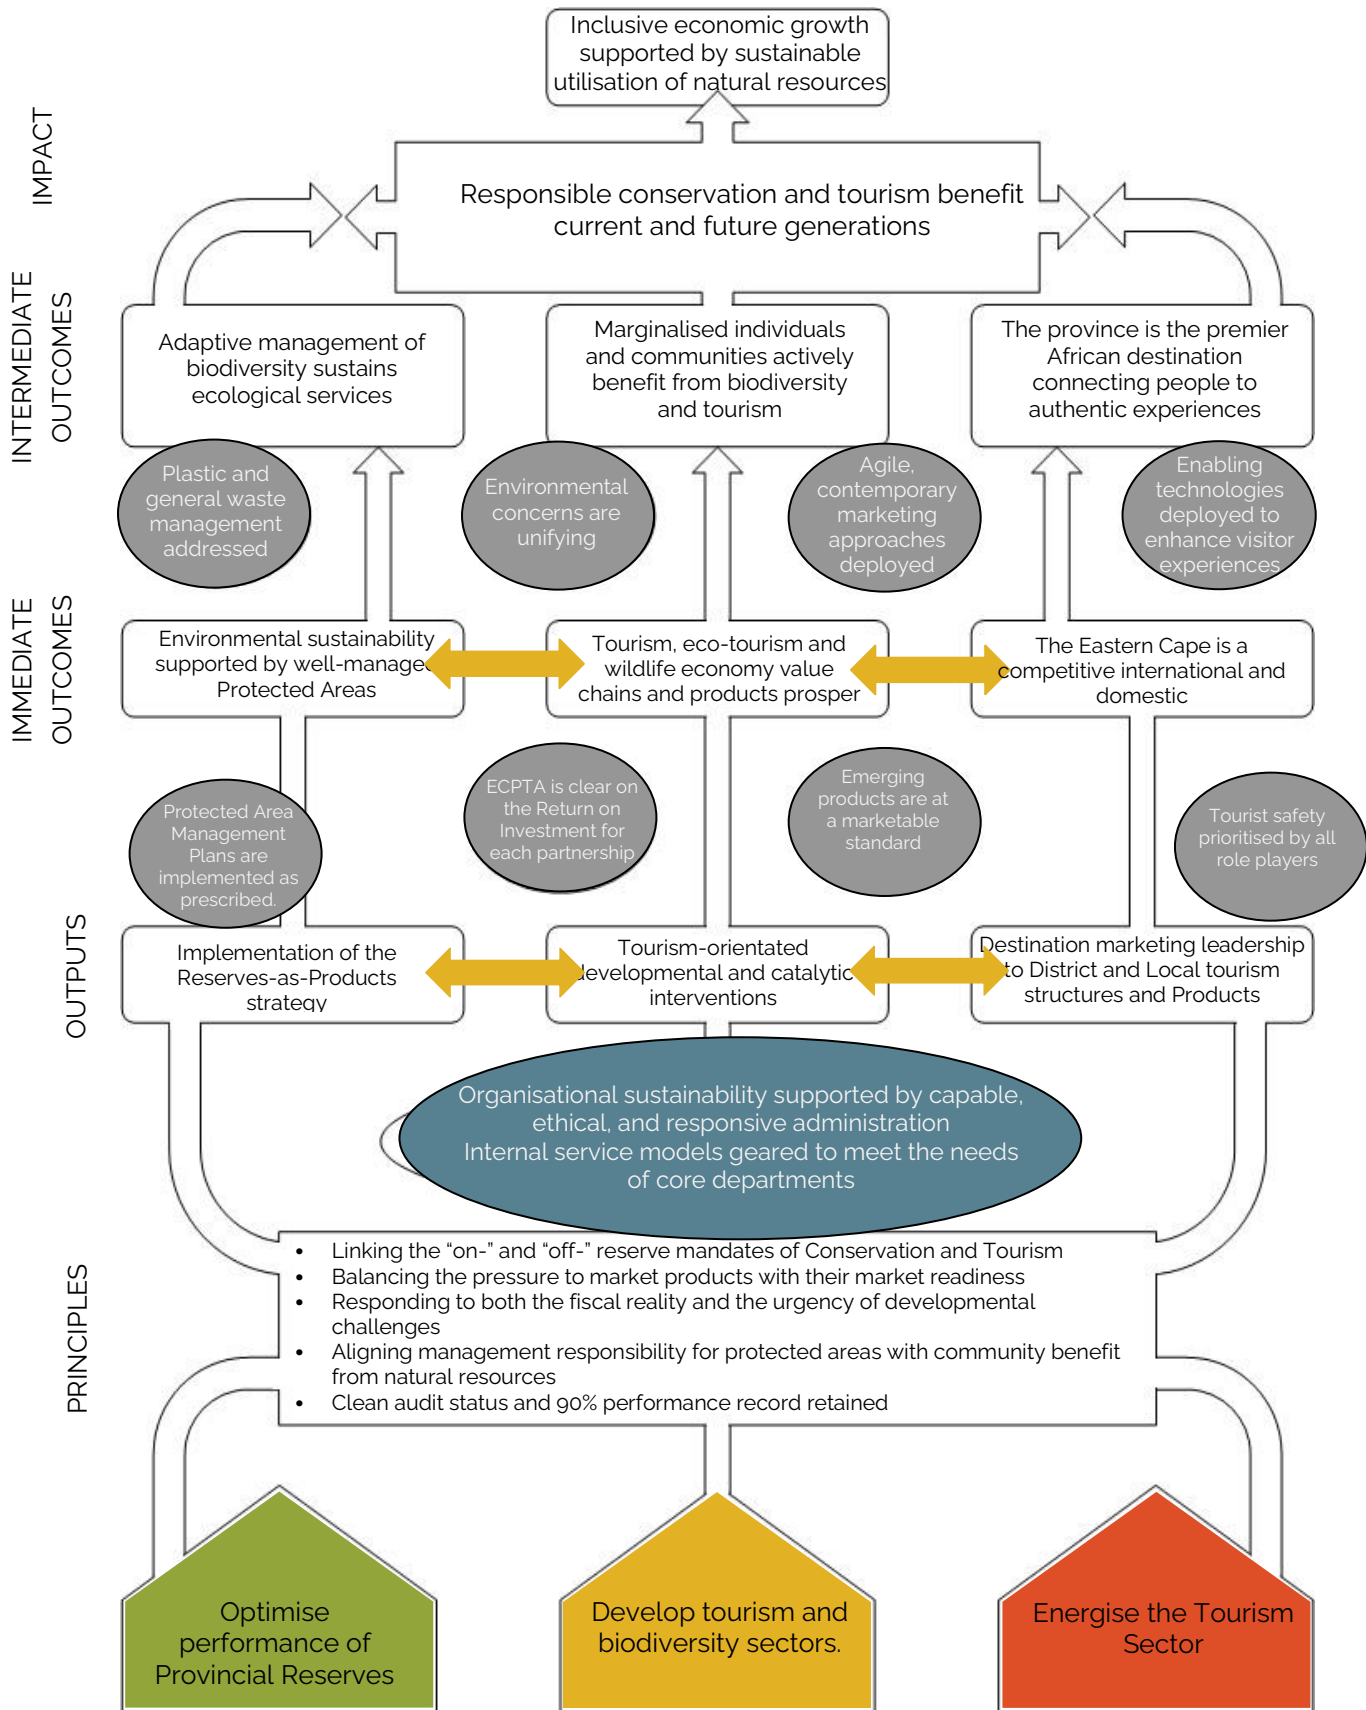 Inclusive economic growth
supported by sustainable
utilisation of natural resources
IMPACT
Responsible conservation and tourism benefit
current and future generations
INTERMEDIATE
OUTCOMES
Adaptive management of
biodiversity sustains
ecological services
Marginalised individuals
and communities actively
benefit from biodiversity
and tourism
The province is the premier
African destination
connecting people to
authentic experiences
Plastic and
general waste
management
addressed
Environmental
concerns are
unifying
Agile,
contemporary
marketing
approaches
deployed
Enabling
technologies
deployed to
enhance visitor
experiences
IMMEDIATE
OUTCOMES
Environmental sustainability
supported by well-managed
Protected Areas
Tourism, eco-tourism and
wildlife economy value
chains and products prosper
The Eastern Cape is a
competitive international and
domestic
Protected Area
Management
Plans are
implemented as
prescribed.
ECPTA is clear on
the Return on
Investment for
each partnership
Emerging
products are at
a marketable
standard
Tourist safety
prioritised by all
role players
OUTPUTS
Implementation of the
Reserves-as-Products
strategy
Tourism-orientated
developmental and catalytic
interventions
Destination marketing leadership
to District and Local tourism
structures and Products
Organisational sustainability supported by capable,
ethical, and responsive administration
Internal service models geared to meet the needs
of core departments
PRINCIPLES
• Linking the “on-” and “off-” reserve mandates of Conservation and Tourism
• Balancing the pressure to market products with their market readiness
• Responding to both the fiscal reality and the urgency of developmental
challenges
• Aligning management responsibility for protected areas with community benefit
from natural resources
• Clean audit status and 90% performance record retained
Optimise
performance of
Provincial Reserves
Develop tourism and
biodiversity sectors.
Energise the Tourism
Sector